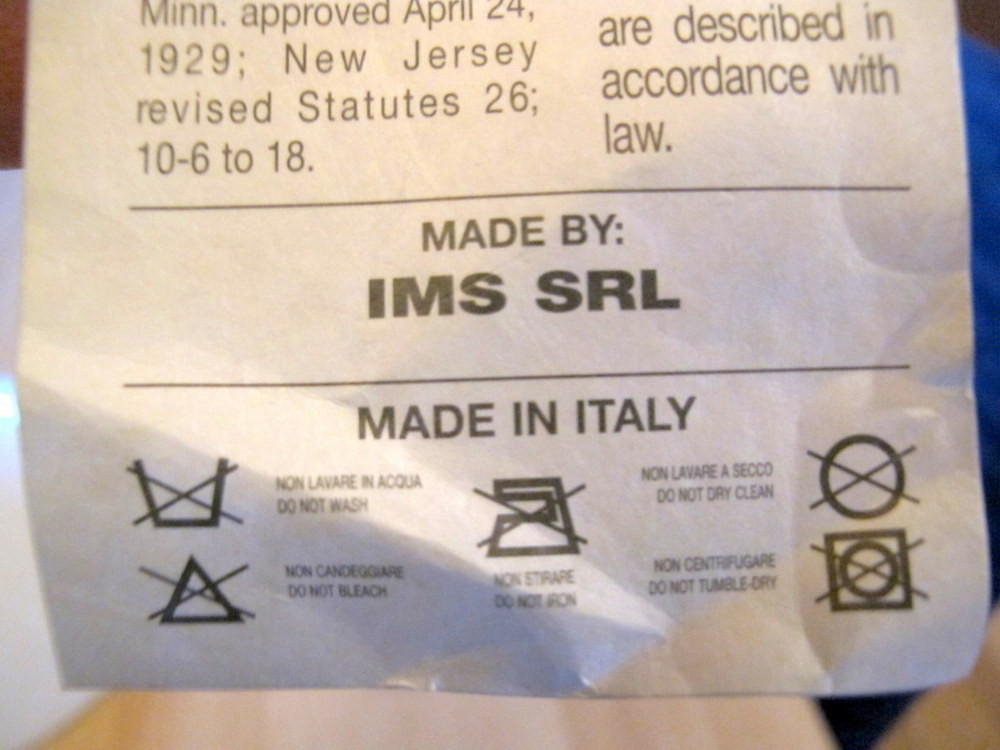 Minn. approved April 24,
1929; New Jersey
revised Statutes 26;
10-6 to 18.
are described in
accordance with
law.
MADE BY:
IMS SRL
MADE IN ITALY
NON LAVARE IN ACQUA
DO NOT WASH
NON CANDEGGIARE
DO NOT BLEACH
NON STIRARE
DO NOT IRON
NON LAVARE A SECCO
DO NOT DRY CLEAN
NON CENTRIFUGARE
DO NOT TUMBLE-DRY